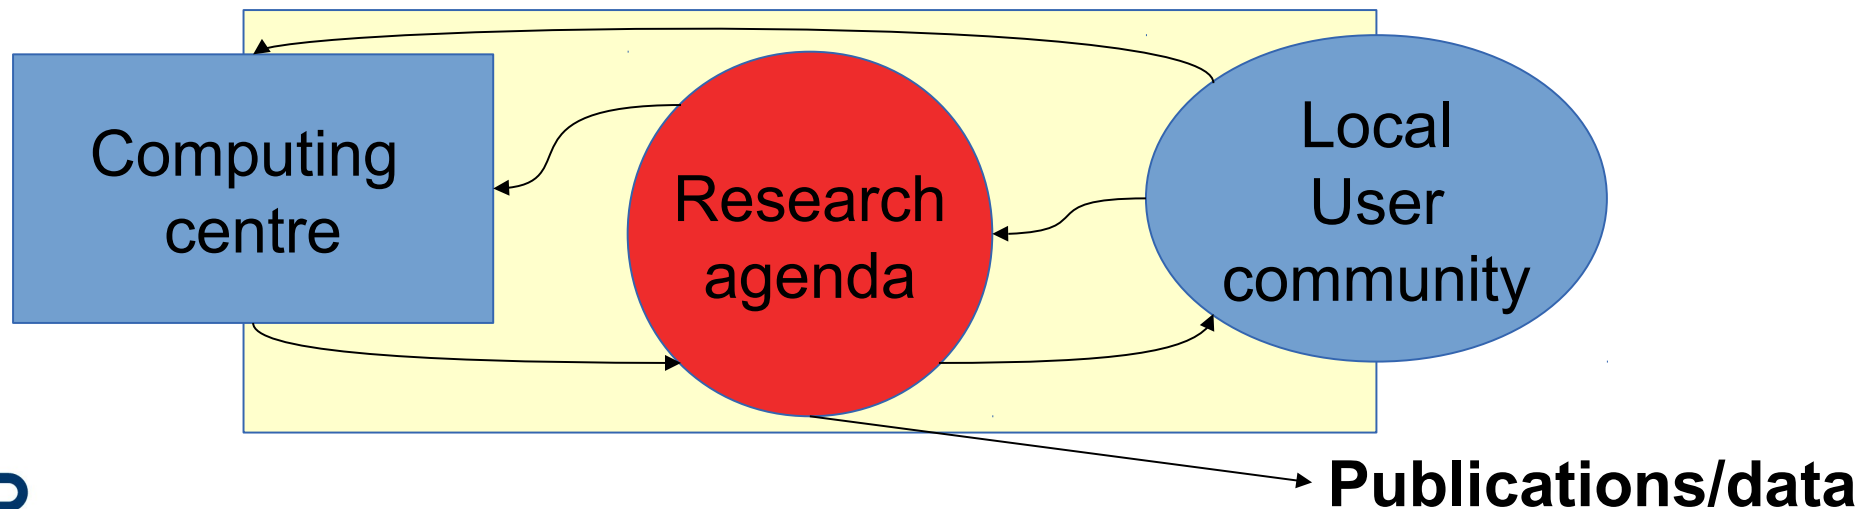 Computing
centre
Research
agenda
Local
User
community
Publications/data